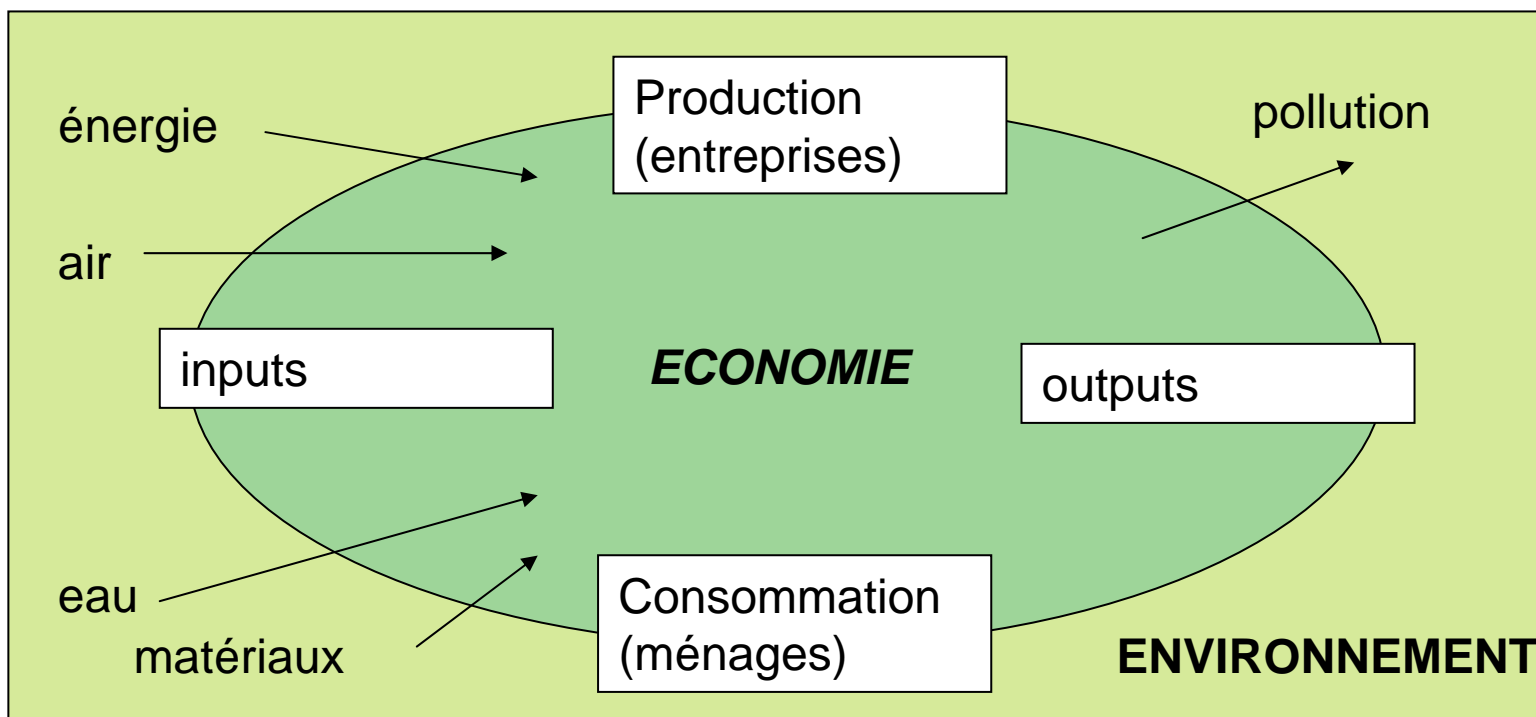 énergie
Production
(entreprises)
pollution
air
inputs
ECONOMIE
outputs
eau
matériaux
Consommation
(ménages)
ENVIRONNEMENT